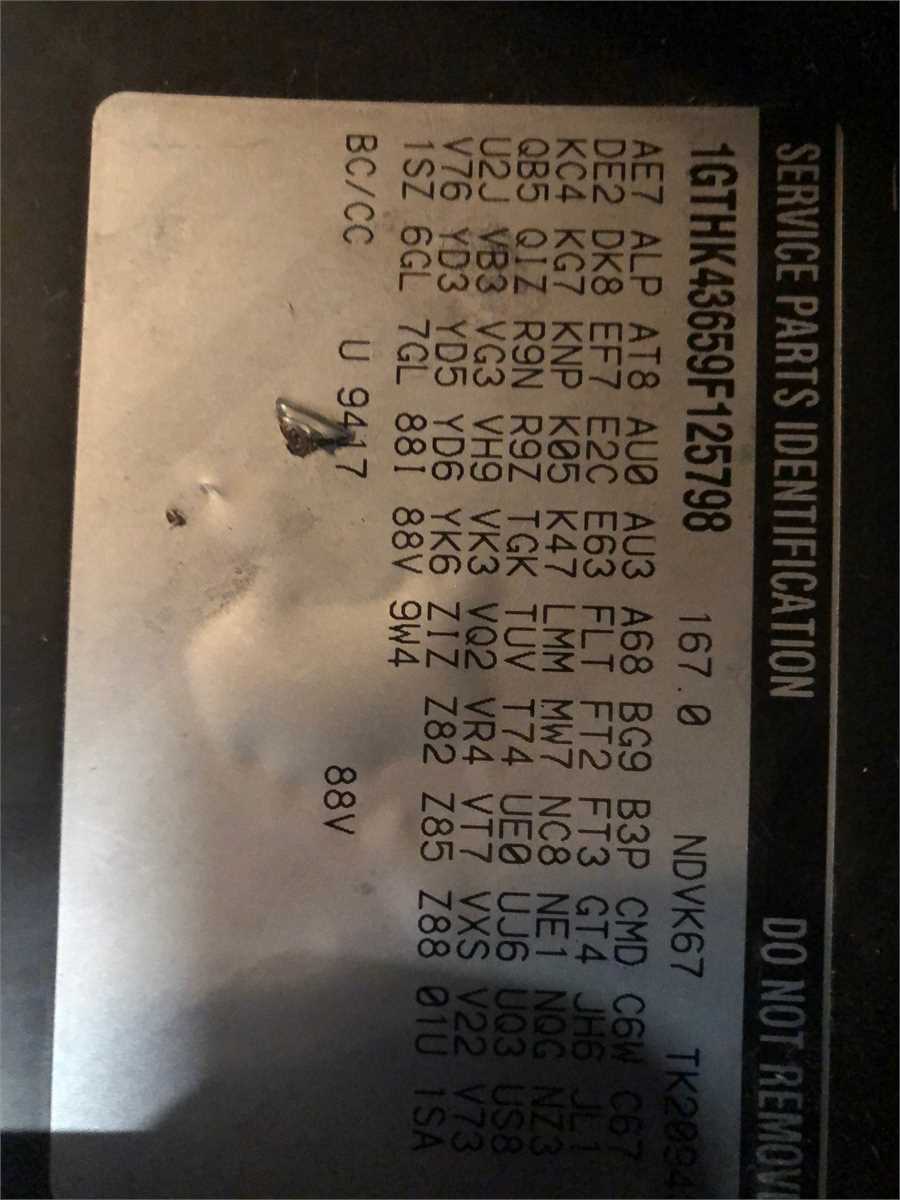 SERVICE PARTS IDENTIFICATION DO NOT REMOV
1GTHK43659F125798 167.0 NDVK67 TK2094
AE7 ALP AT8 AU0 AU3 A68 BG9 B3P CMD C6W C67
DE2 DK8 EF7 E2C E63 FLT FT2 FT3 GT4 JH6 JL1
KC4 KG7 KNP K05 K47 LMM MW7 NC8 NE1 NQG NZ3
QB5 QIZ R9N R9Z TGK TUV T74 UE0 UJ6 UQ3 US8
U2J VB3 VG3 VH9 VK3 VQ2 VR4 VT7 VXS V22 V73
V76 YD3 YD5 YD6 YK6 ZIZ Z82 Z85 Z88 01U 1SA
1SZ 6GL 7GL 88I 88V 9W4
BC/CC U 9417 88V